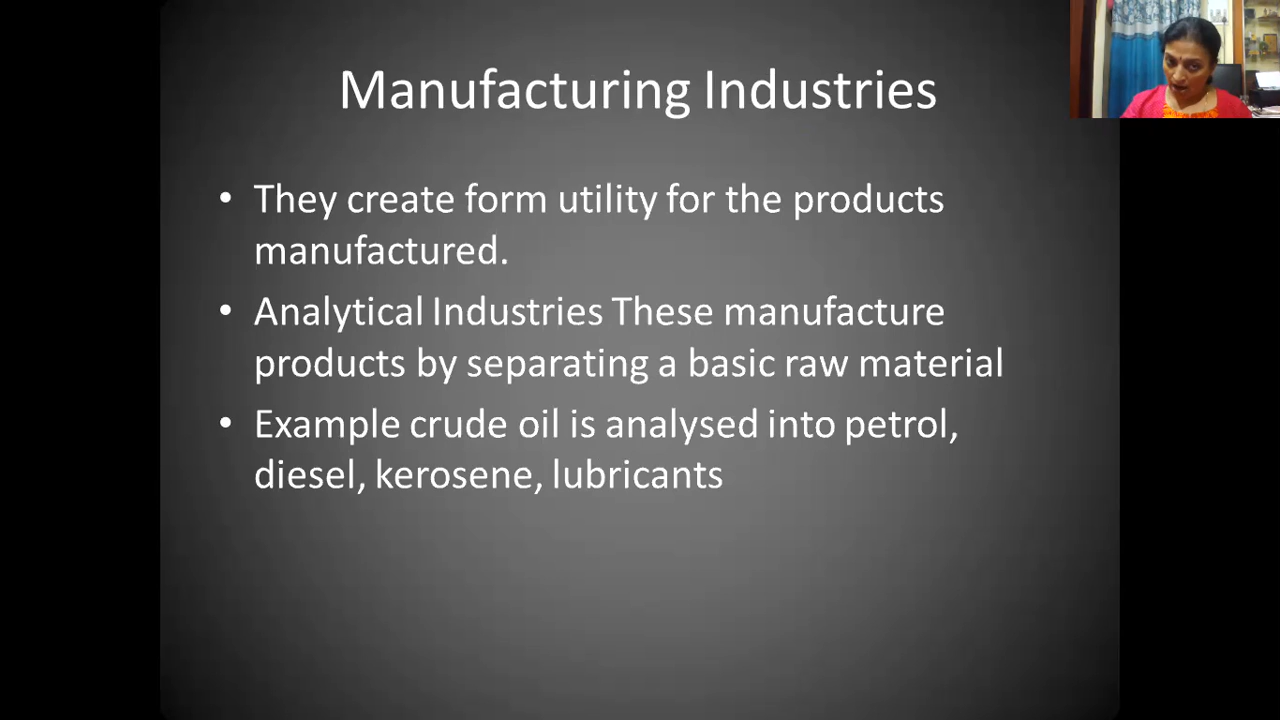 Manufacturing Industries
• They create form utility for the products
manufactured.
• Analytical Industries These manufacture
products by separating a basic raw material
• Example crude oil is analysed into petrol,
diesel, kerosene, lubricants